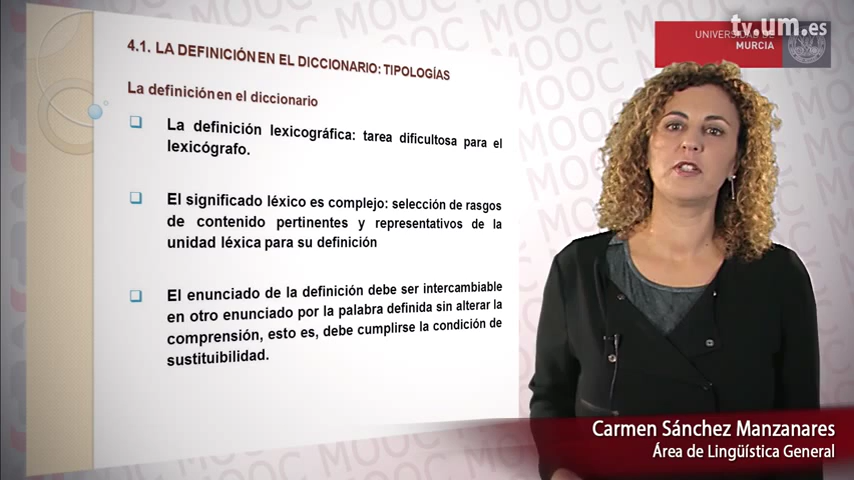 tv.um.es
UNIVERSIDAD DE
MURCIA
4.1. LA DEFINICIÓN EN EL DICCIONARIO: TIPOLOGÍAS
La definición en el diccionario
La definición lexicográfica: tarea dificultosa para el
lexicógrafo.
El significado léxico es complejo: selección de rasgos
de contenido pertinentes y representativos de la
unidad léxica para su definición
El enunciado de la definición debe ser intercambiable
en otro enunciado por la palabra definida sin alterar la
comprensión, esto es, debe cumplirse la condición de
sustituibilidad.
Carmen Sánchez Manzanares
Área de Lingüística General
MOOC